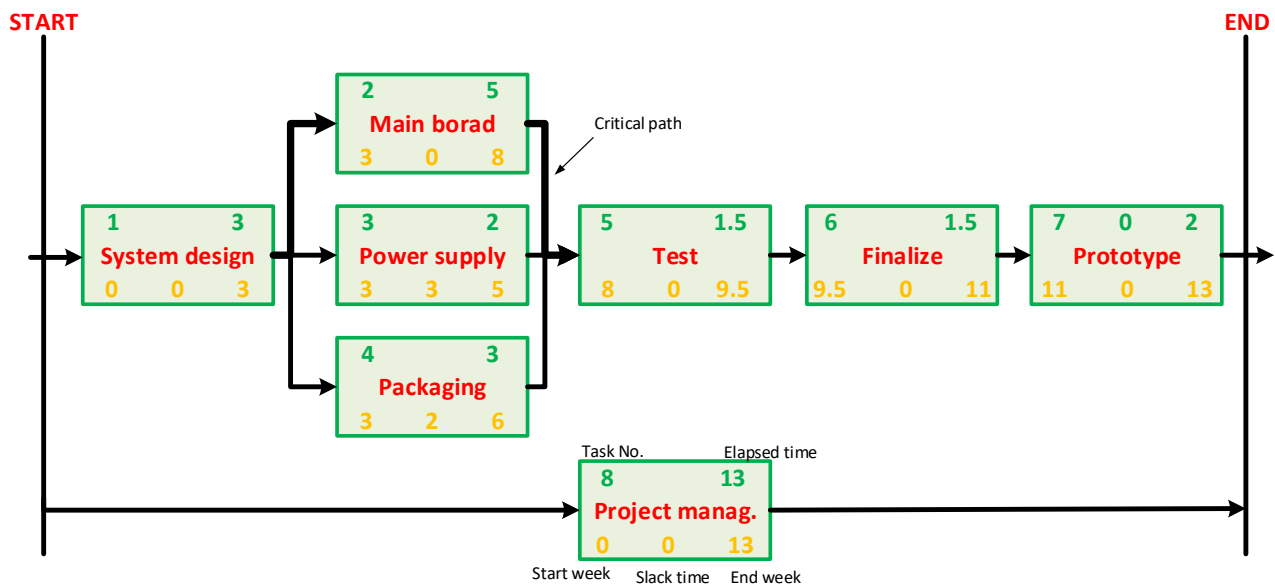 START
END
2 5
Main borad
3 0 8
Critical path
1 3
System design
0 0 3
3 2
Power supply
3 3 5
5 1.5
Test
8 0 9.5
6 1.5
Finalize
9.5 0 11
7 0 2
Prototype
11 0 13
4 3
Packaging
3 2 6
Task No. Elapsed time
8 13
Project manag.
0 0 13
Start week Slack time End week